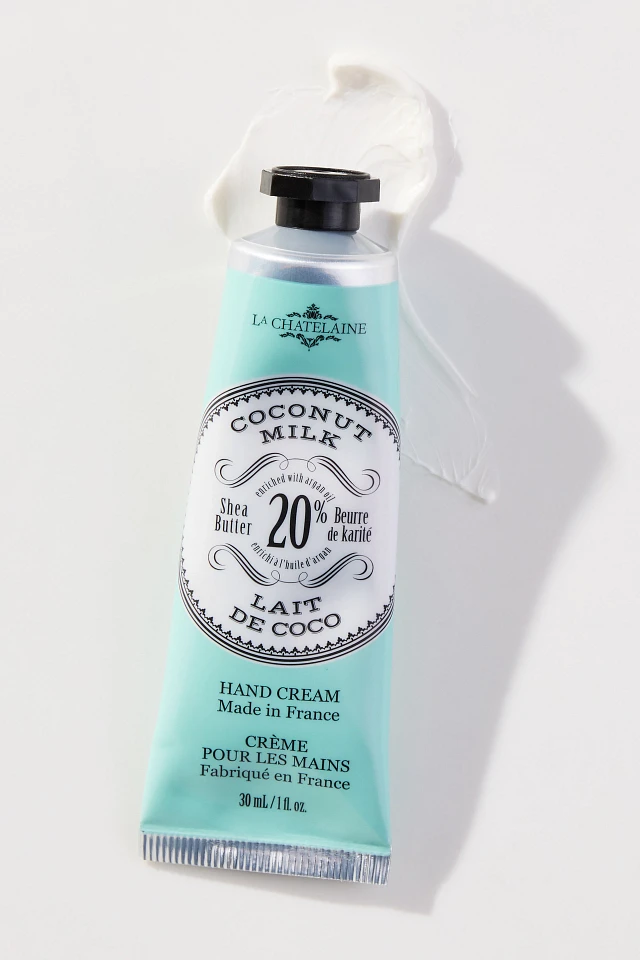 LA CHATELAINE
COCONUT
MILK
enriched with argan oil
Shea
Butter
20%
Beurre
de karité
enrichi à l'huile d'argan
LAIT
DE COCO
HAND CREAM
Made in France
CRÈME
POUR LES MAINS
Fabriqué en France
30 mL / 1 fl. oz.